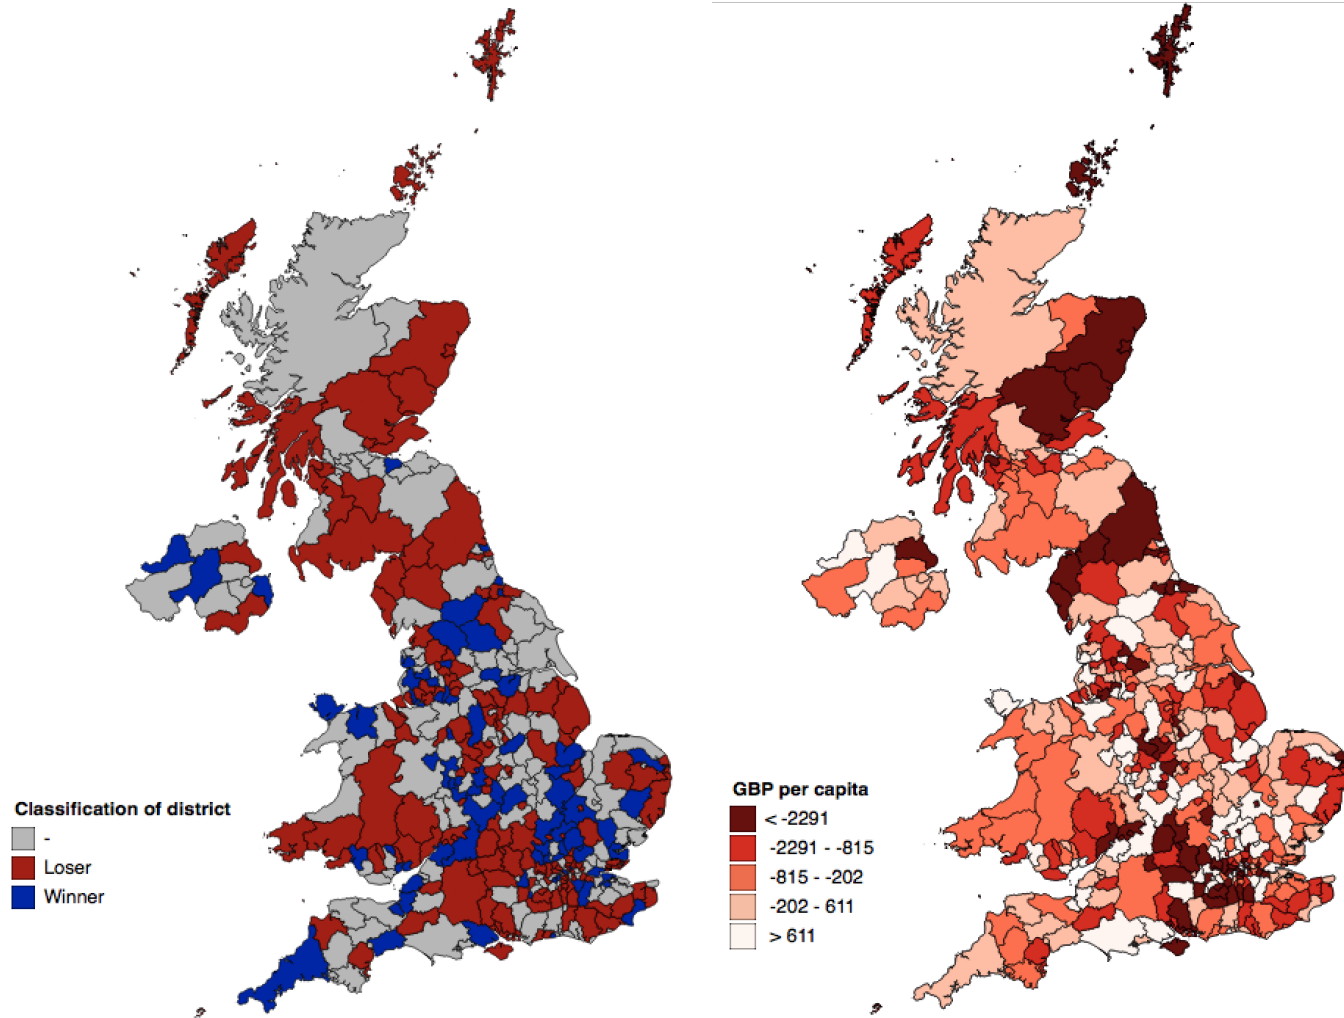 Classification of district
-
Loser
Winner
GBP per capita
< -2291
-2291 - -815
-815 - -202
-202 - 611
> 611